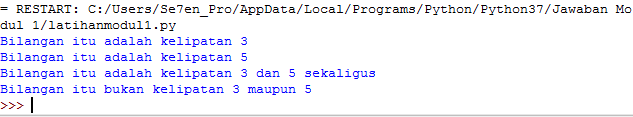 = RESTART: C:/Users/Se7en_Pro/AppData/Local/Programs/Python/Python37/Jawaban Mo
dul 1/latihanmodul1.py
Bilangan itu adalah kelipatan 3
Bilangan itu adalah kelipatan 5
Bilangan itu adalah kelipatan 3 dan 5 sekaligus
Bilangan itu bukan kelipatan 3 maupun 5
>>>